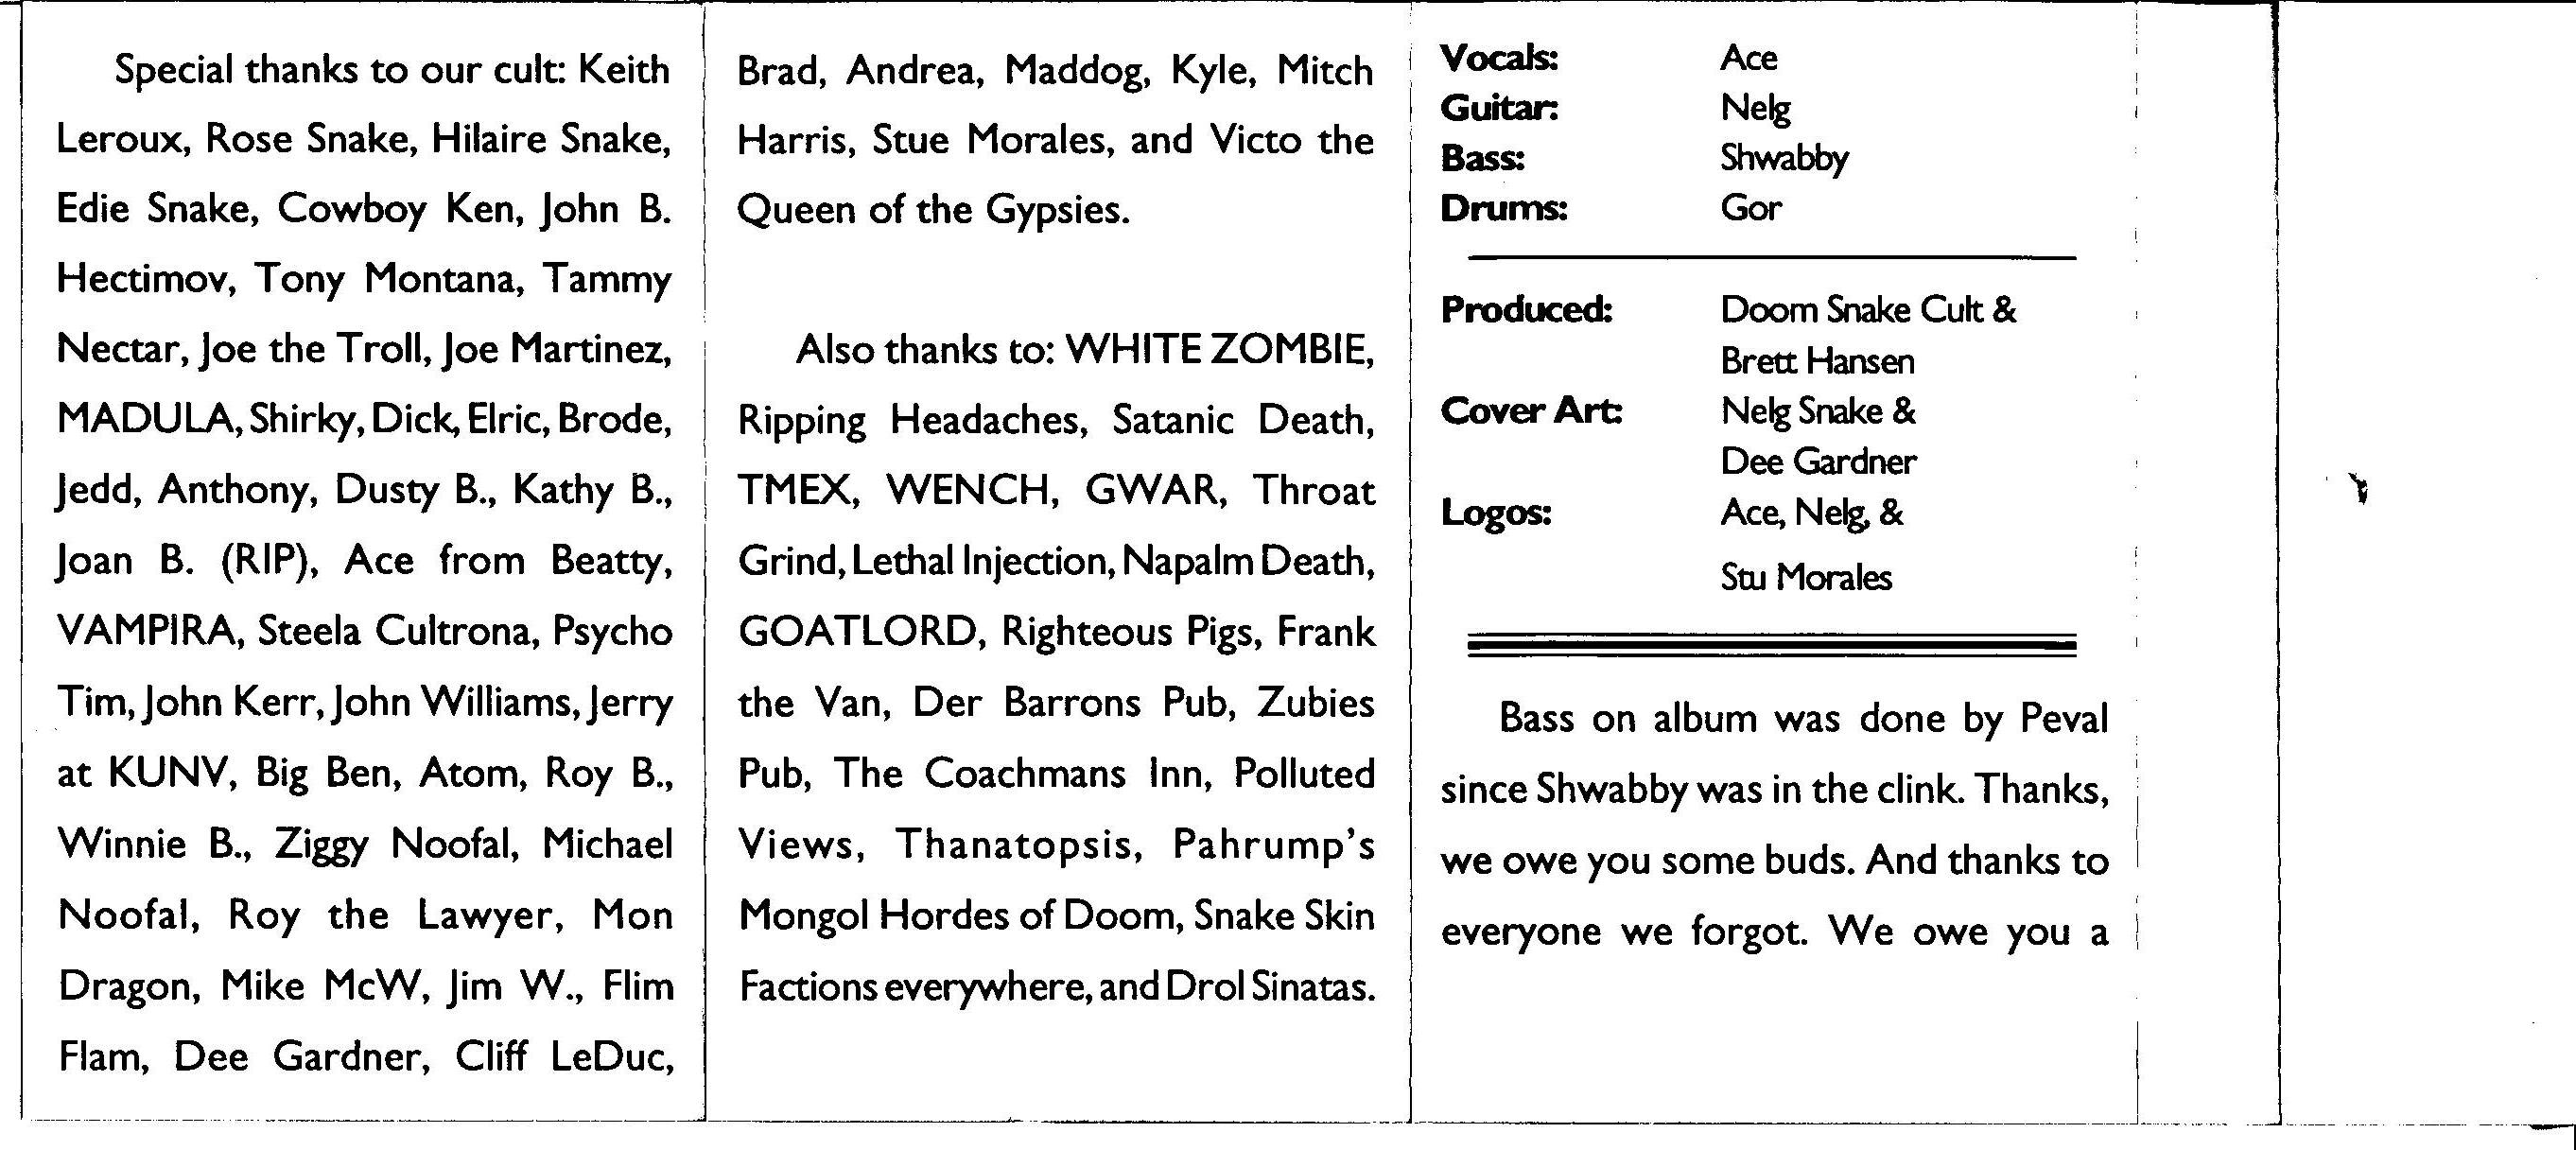 Special thanks to our cult: Keith
Leroux, Rose Snake, Hilaire Snake,
Edie Snake, Cowboy Ken, John B.
Hectimov, Tony Montana, Tammy
Nectar, Joe the Troll, Joe Martinez,
MADULA, Shirky, Dick, Elric, Brode,
Jedd, Anthony, Dusty B., Kathy B.,
Joan B. (RIP), Ace from Beatty,
VAMPIRA, Steela Cultrona, Psycho
Tim, John Kerr, John Williams, Jerry
at KUNV, Big Ben, Atom, Roy B.,
Winnie B., Ziggy Noofal, Michael
Noofal, Roy the Lawyer, Mon
Dragon, Mike McW, Jim W., Flim
Flam, Dee Gardner, Cliff LeDuc,
Brad, Andrea, Maddog, Kyle, Mitch
Harris, Stue Morales, and Victo the
Queen of the Gypsies.
Also thanks to: WHITE ZOMBIE,
Ripping Headaches, Satanic Death,
TMEX, WENCH, GWAR, Throat
Grind, Lethal Injection, Napalm Death,
GOATLORD, Righteous Pigs, Frank
the Van, Der Barrons Pub, Zubies
Pub, The Coachmans Inn, Polluted
Views, Thanatopsis, Pahrump's
Mongol Hordes of Doom, Snake Skin
Factions everywhere, and Drol Sinatas.
Vocals: Ace
Guitar: Nelg
Bass: Shwabby
Drums: Gor
Produced: Doom Snake Cult &
Brett Hansen
Cover Art: Nelg Snake &
Dee Gardner
Logos: Ace, Nelg, &
Stu Morales
Bass on album was done by Peval
since Shwabby was in the clink. Thanks,
we owe you some buds. And thanks to
everyone we forgot. We owe you a